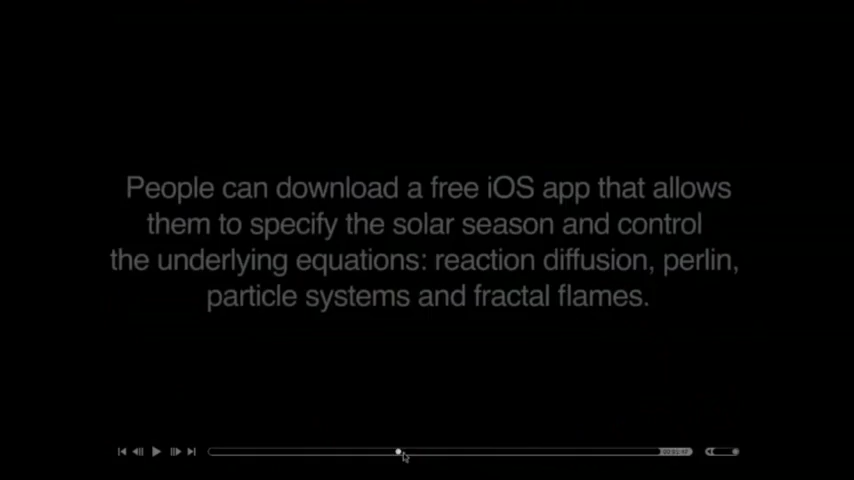 People can download a free iOS app that allows
them to specify the solar season and control
the underlying equations: reaction diffusion, perlin,
particle systems and fractal flames.